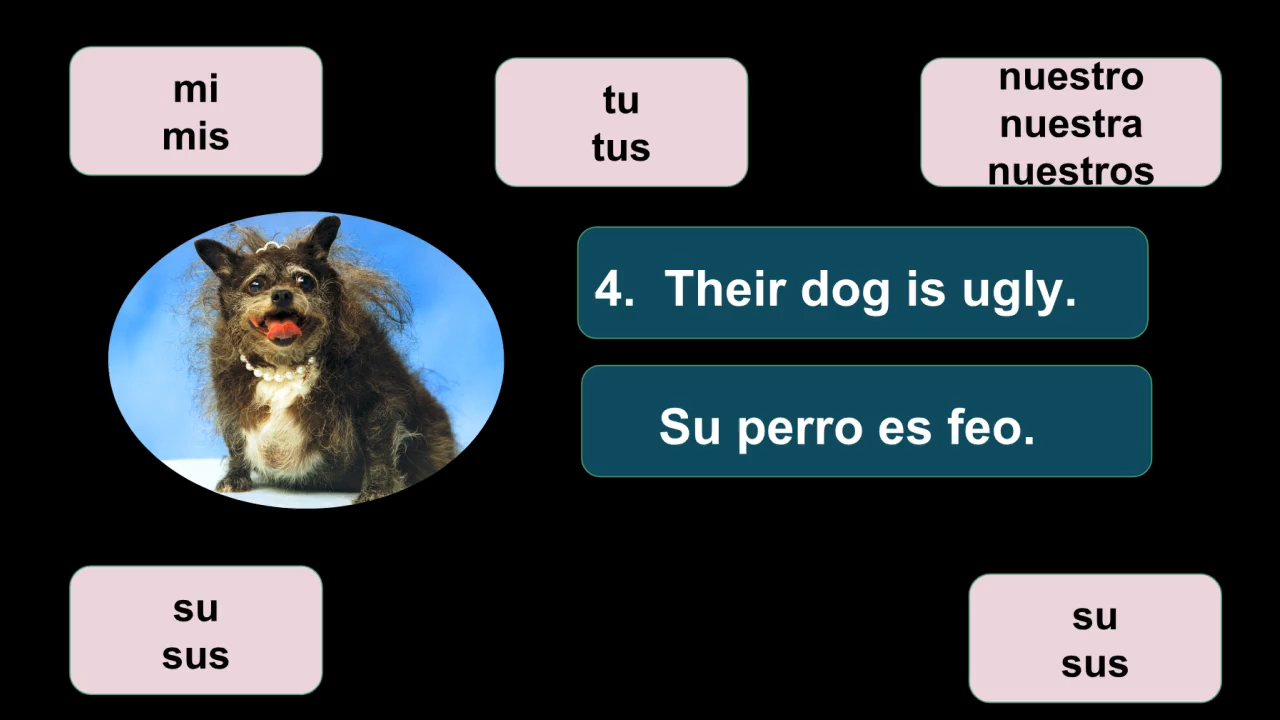 mi
mis
tu
tus
nuestro
nuestra
nuestros
4. Their dog is ugly.
Su perro es feo.
su
sus
su
sus